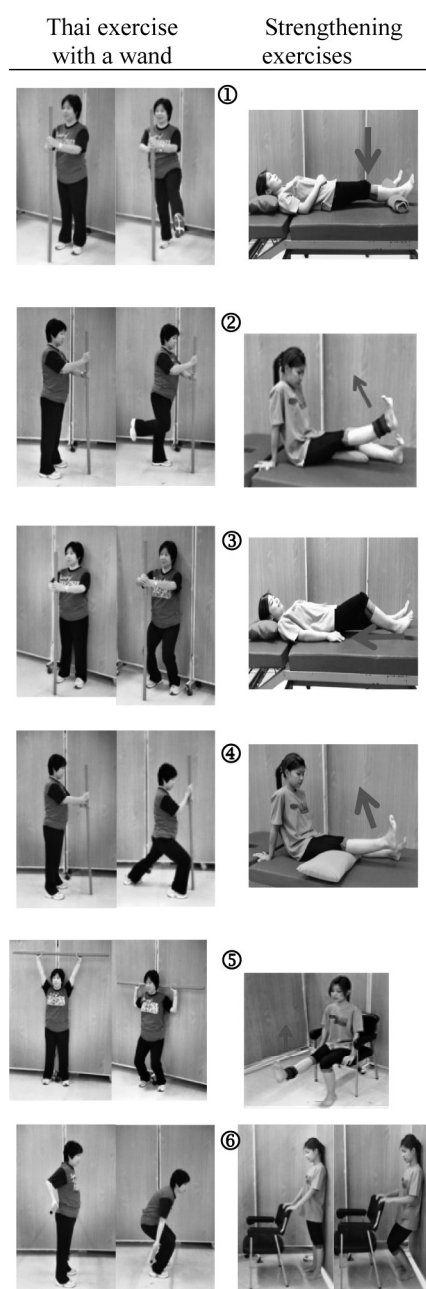 Thai exercise
with a wand
Strengthening
exercises
①
②
③
④
⑤
⑥